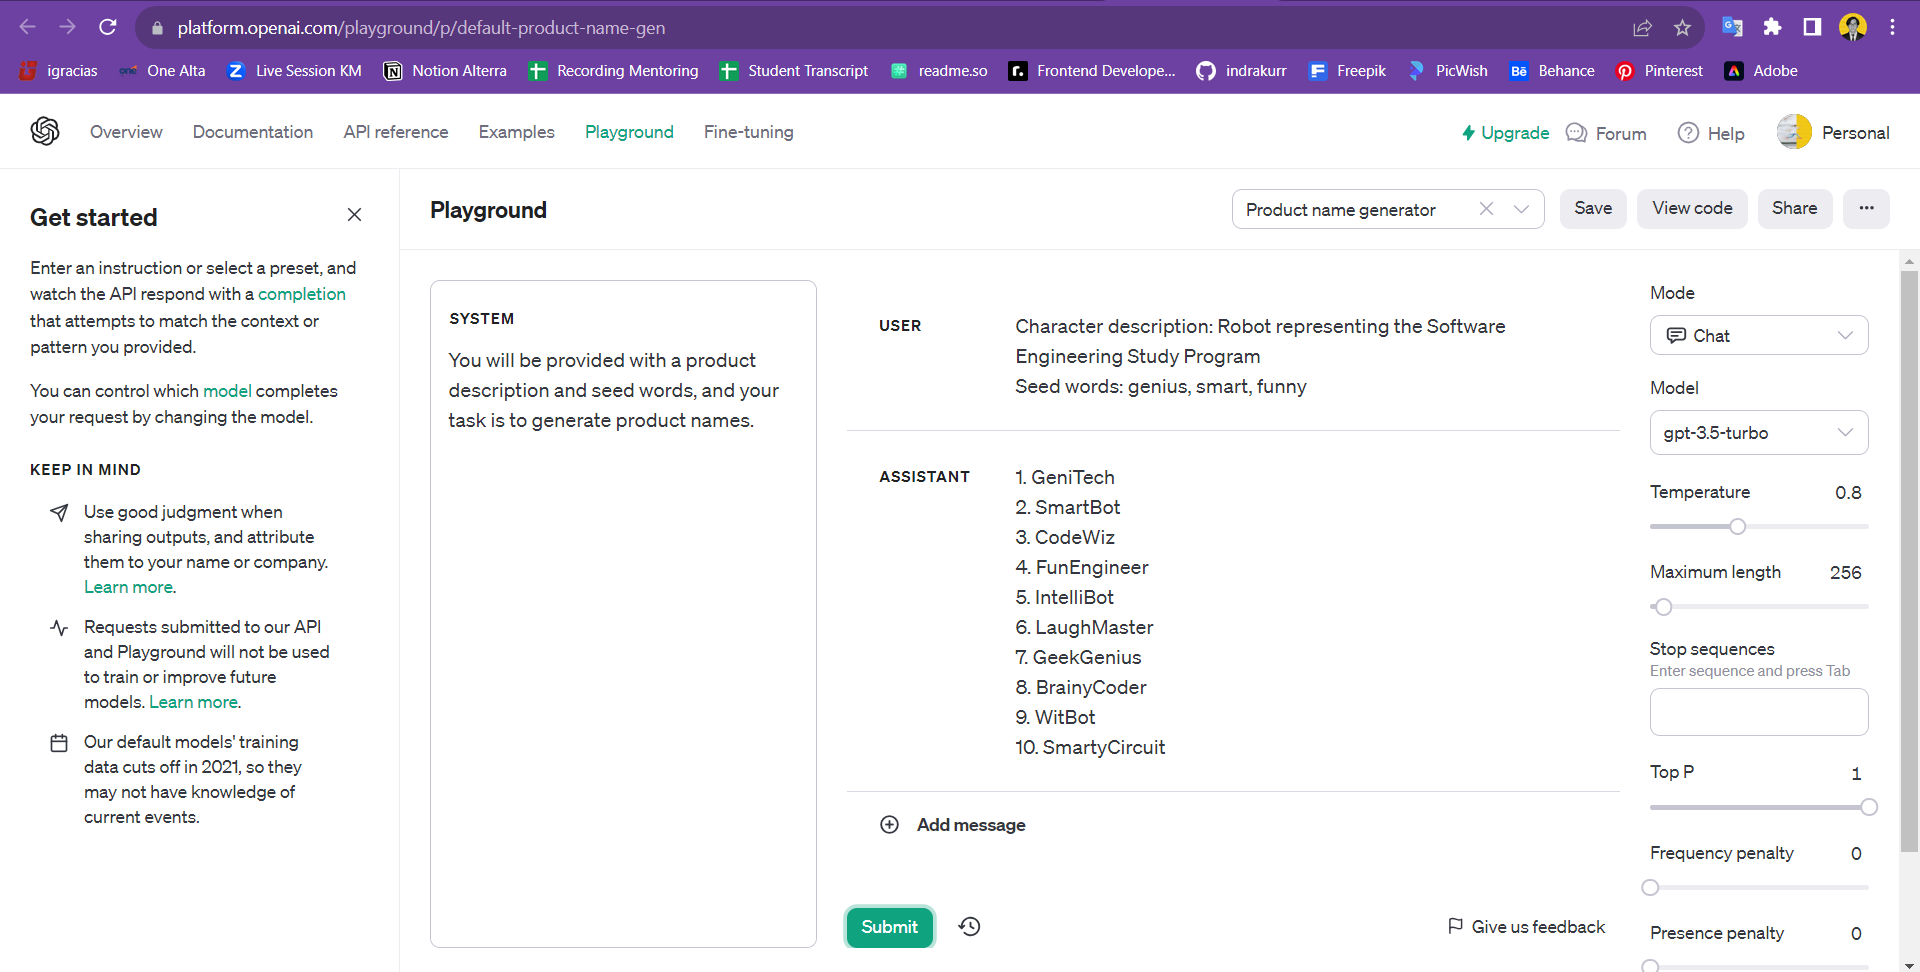 platform.openai.com/playground/p/default-product-name-gen
igracias
one One Alta
Z Live Session KM
Notion Alterra
Recording Mentoring
Student Transcript
readme.so
r. Frontend Develope...
indrakurr
Freepik
PicWish
Bē Behance
Pinterest
Adobe
Overview
Documentation
API reference
Examples
Playground
Fine-tuning
Upgrade
Forum
Help
Personal
Get started
Enter an instruction or select a preset, and
watch the API respond with a completion
that attempts to match the context or
pattern you provided.
You can control which model completes
your request by changing the model.
KEEP IN MIND
Use good judgment when
sharing outputs, and attribute
them to your name or company.
Learn more.
Requests submitted to our API
and Playground will not be used
to train or improve future
models. Learn more.
Our default models' training
data cuts off in 2021, so they
may not have knowledge of
current events.
Playground
Product name generator
Save
View code
Share
...
SYSTEM
You will be provided with a product
description and seed words, and your
task is to generate product names.
USER
Character description: Robot representing the Software
Engineering Study Program
Seed words: genius, smart, funny
ASSISTANT
1. GeniTech
2. SmartBot
3. CodeWiz
4. FunEngineer
5. IntelliBot
6. LaughMaster
7. GeekGenius
8. BrainyCoder
9. WitBot
10. SmartyCircuit
Add message
Submit
Give us feedback
Mode
Chat
Model
gpt-3.5-turbo
Temperature 0.8
Maximum length 256
Stop sequences
Enter sequence and press Tab
Top P 1
Frequency penalty 0
Presence penalty 0